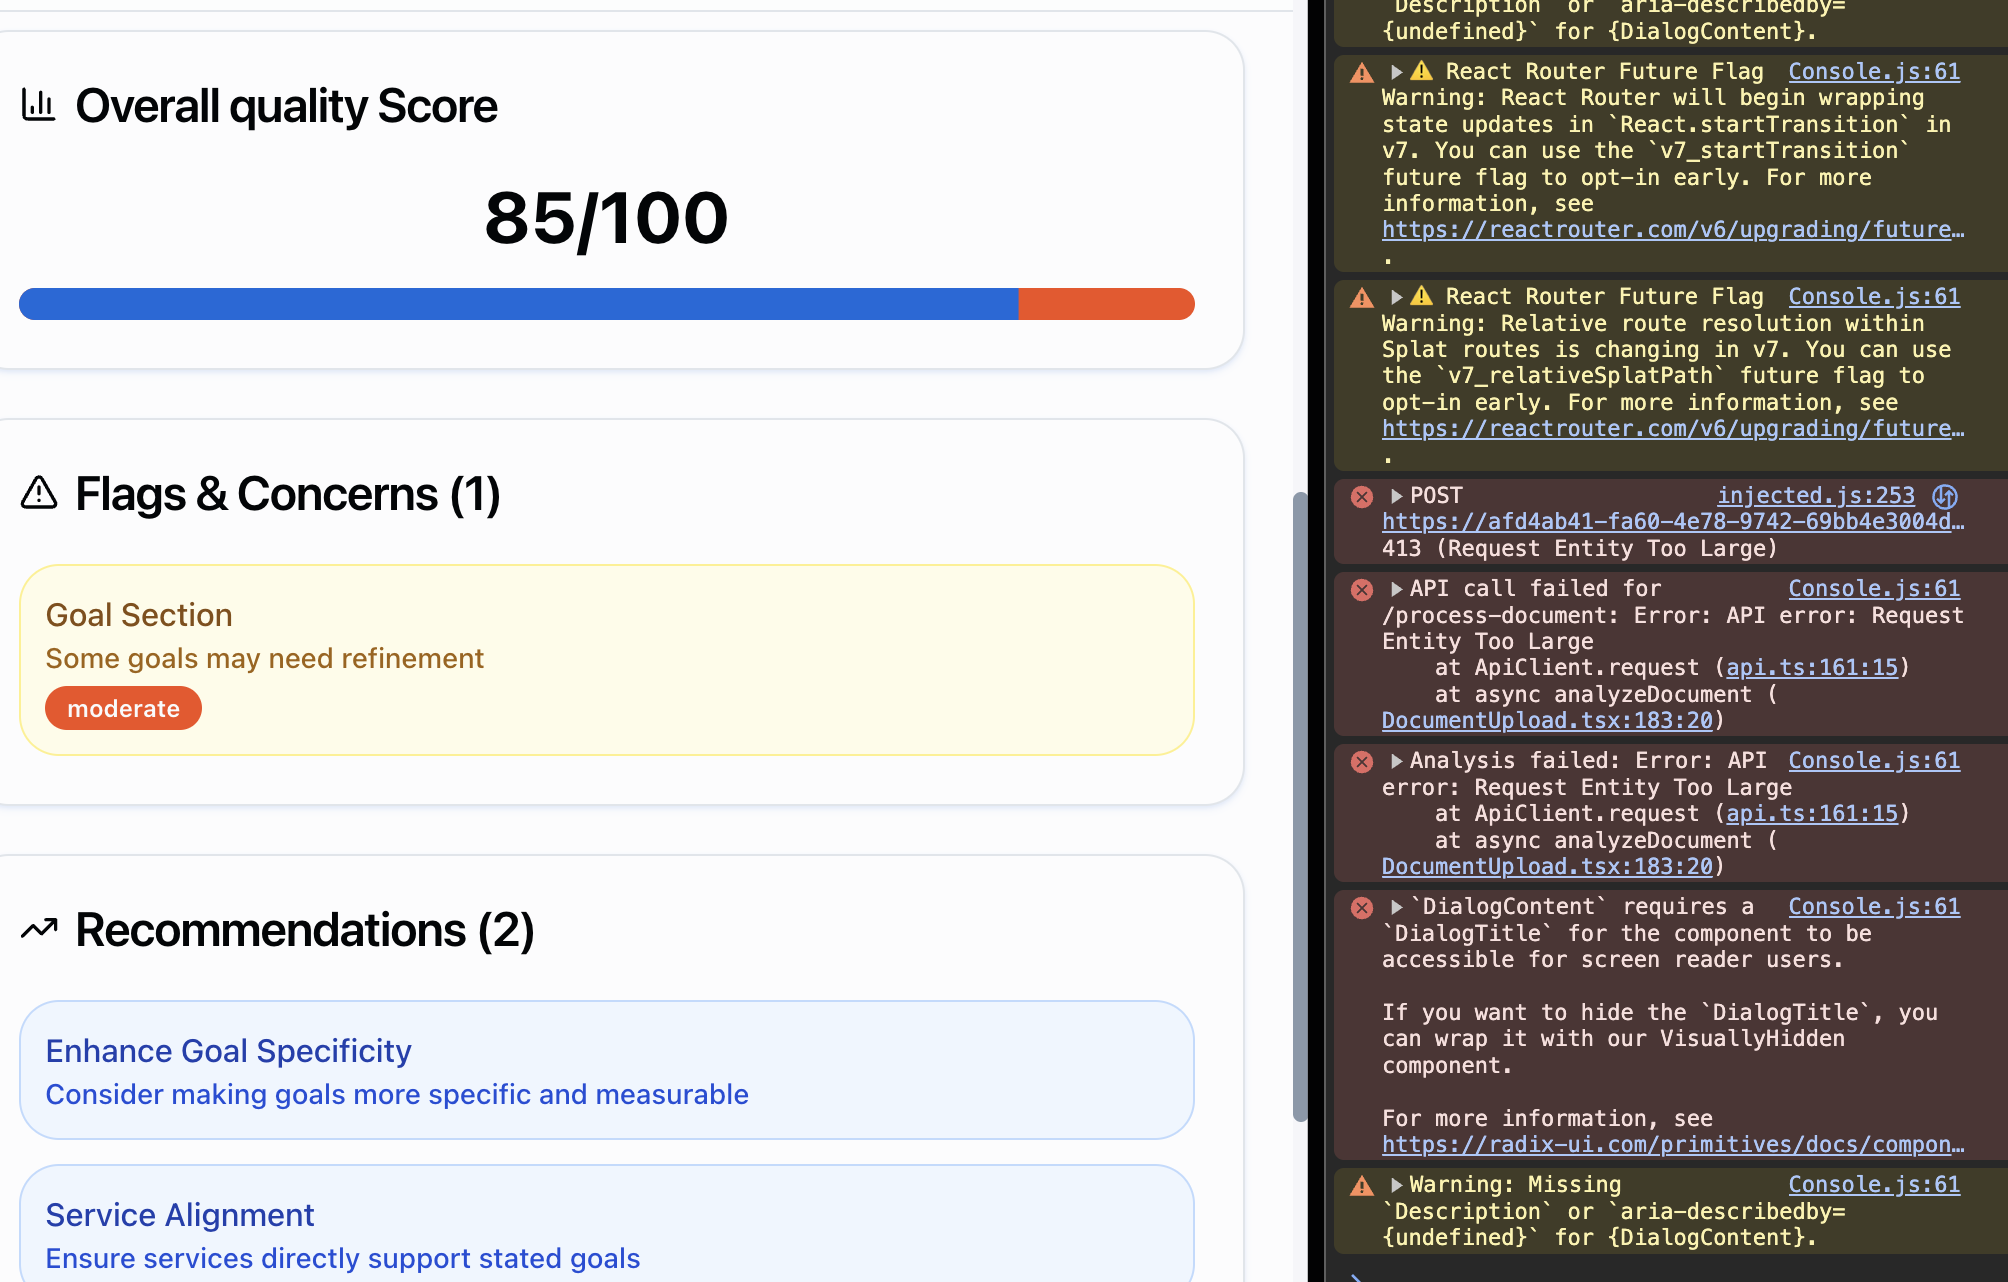 Overall quality Score
85/100
Flags & Concerns (1)
Goal Section
Some goals may need refinement
moderate
Recommendations (2)
Enhance Goal Specificity
Consider making goals more specific and measurable
Service Alignment
Ensure services directly support stated goals
`Description` or `aria-describedby=
{undefined}` for {DialogContent}.
React Router Future Flag Console.js:61
Warning: React Router will begin wrapping
state updates in `React.startTransition` in
v7. You can use the `v7_startTransition`
future flag to opt-in early. For more
information, see
https://reactrouter.com/v6/upgrading/future…
.
React Router Future Flag Console.js:61
Warning: Relative route resolution within
Splat routes is changing in v7. You can use
the `v7_relativeSplatPath` future flag to
opt-in early. For more information, see
https://reactrouter.com/v6/upgrading/future…
.
POST injected.js:253
https://afd4ab41-fa60-4e78-9742-69bb4e3004d…
413 (Request Entity Too Large)
API call failed for Console.js:61
/process-document: Error: API error: Request
Entity Too Large
at ApiClient.request (api.ts:161:15)
at async analyzeDocument (
DocumentUpload.tsx:183:20)
Analysis failed: Error: API Console.js:61
error: Request Entity Too Large
at ApiClient.request (api.ts:161:15)
at async analyzeDocument (
DocumentUpload.tsx:183:20)
`DialogContent` requires a Console.js:61
`DialogTitle` for the component to be
accessible for screen reader users.
If you want to hide the `DialogTitle`, you
can wrap it with our VisuallyHidden
component.
For more information, see
https://radix-ui.com/primitives/docs/compon…
Warning: Missing Console.js:61
`Description` or `aria-describedby=
{undefined}` for {DialogContent}.